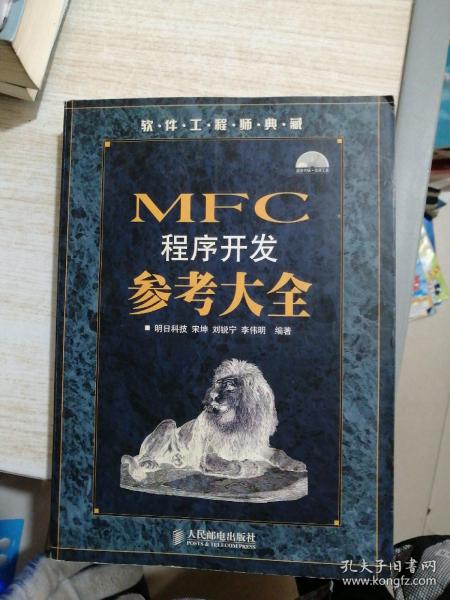 软·件·工·程·师·典·藏
MFC
程序开发
参考大全
■ 明日科技 宋坤 刘锐宁 李伟明 编著
人民邮电出版社
POSTS & TELECOM PRESS
孔夫子旧书网
www.kongfz.com